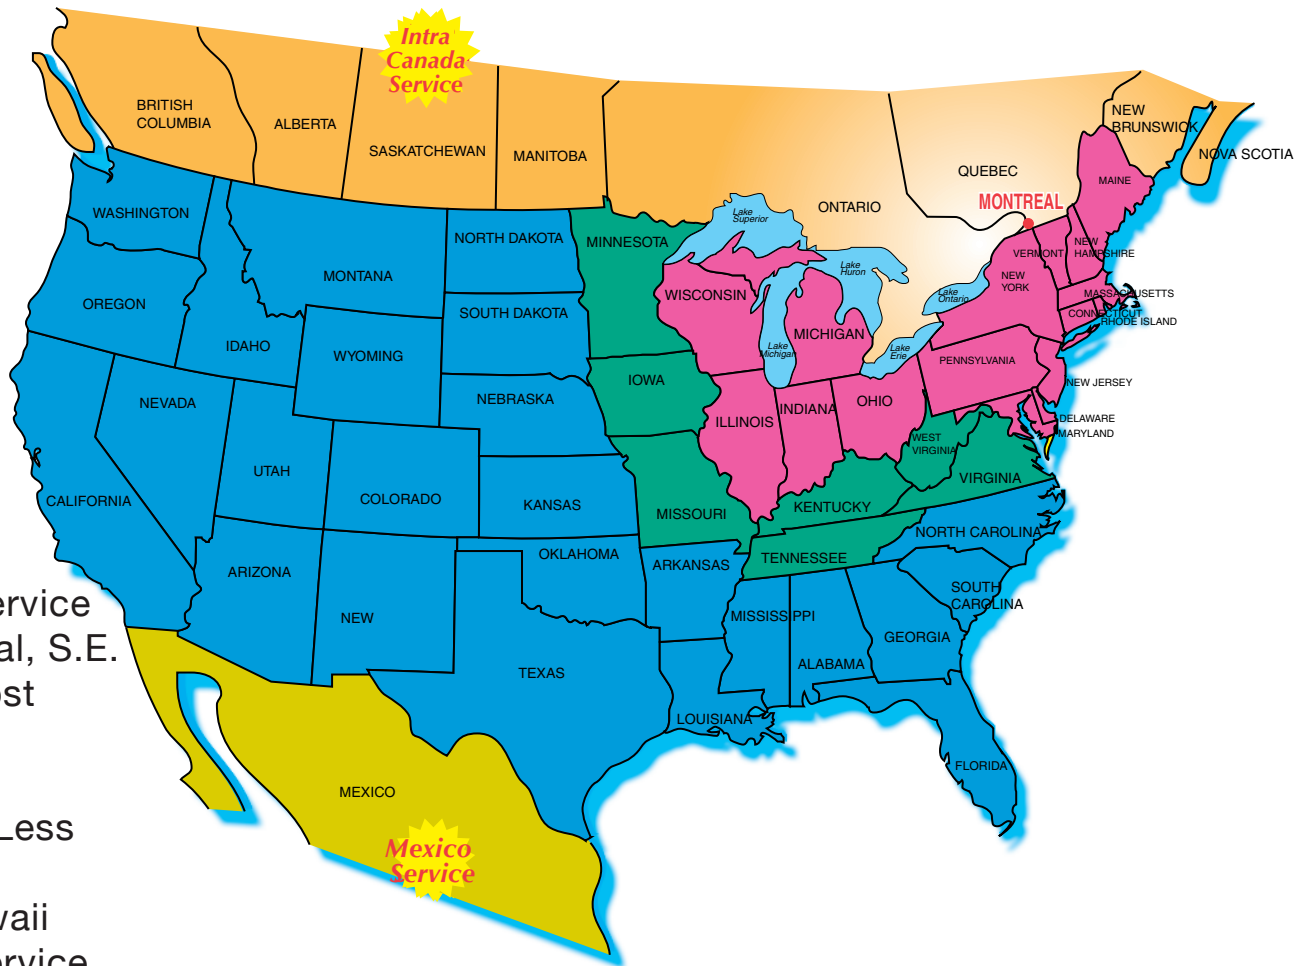 Intra
Canada
Service
BRITISH
COLUMBIA
ALBERTA
SASKATCHEWAN
MANITOBA
ONTARIO
QUEBEC
NEW
BRUNSWICK
NOVA SCOTIA
MONTREAL
MAINE
WASHINGTON
MONTANA
NORTH DAKOTA
MINNESOTA
Lake
Superior
Lake
Huron
Lake
Ontario
Lake
Erie
Lake
Michigan
VERMONT
NEW
HAMPSHIRE
NEW
YORK
MASSACHUSETTS
CONNECTICUT
RHODE ISLAND
OREGON
IDAHO
WYOMING
SOUTH DAKOTA
WISCONSIN
MICHIGAN
PENNSYLVANIA
NEW JERSEY
DELAWARE
MARYLAND
NEVADA
UTAH
COLORADO
NEBRASKA
IOWA
ILLINOIS
INDIANA
OHIO
WEST
VIRGINIA
VIRGINIA
CALIFORNIA
KANSAS
MISSOURI
KENTUCKY
NORTH CAROLINA
ARIZONA
NEW
OKLAHOMA
ARKANSAS
TENNESSEE
SOUTH
CAROLINA
MISSISSIPPI
ALABAMA
GEORGIA
TEXAS
LOUISIANA
FLORIDA
MEXICO
Mexico
Service
ervice
al, S.E.
ost
Less
waii
ervice